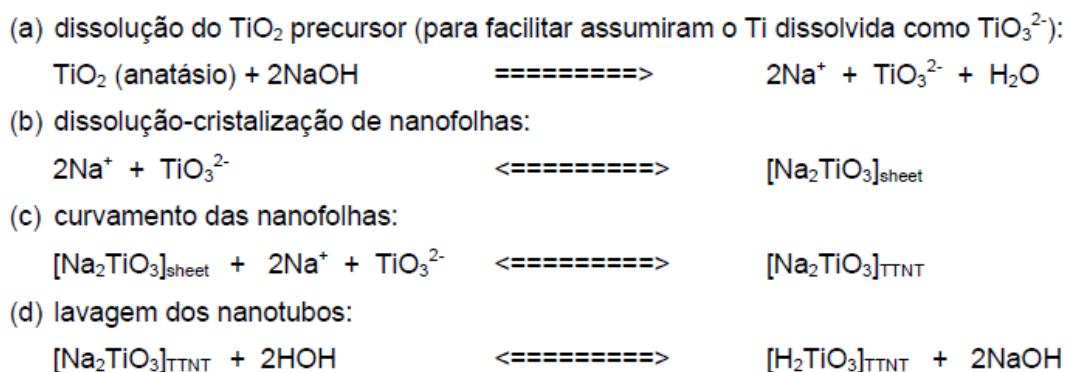 (a) dissolução do TiO₂ precursor (para facilitar assumiram o Ti dissolvida como TiO₃²⁻):
TiO₂ (anatásio) + 2NaOH =========> 2Na⁺ + TiO₃²⁻ + H₂O
(b) dissolução-cristalização de nanofolhas:
2Na⁺ + TiO₃²⁻ <=========> [Na₂TiO₃]sheet
(c) curvamento das nanofolhas:
[Na₂TiO₃]sheet + 2Na⁺ + TiO₃²⁻ <=========> [Na₂TiO₃]TTNT
(d) lavagem dos nanotubos:
[Na₂TiO₃]TTNT + 2HOH <=========> [H₂TiO₃]TTNT + 2NaOH